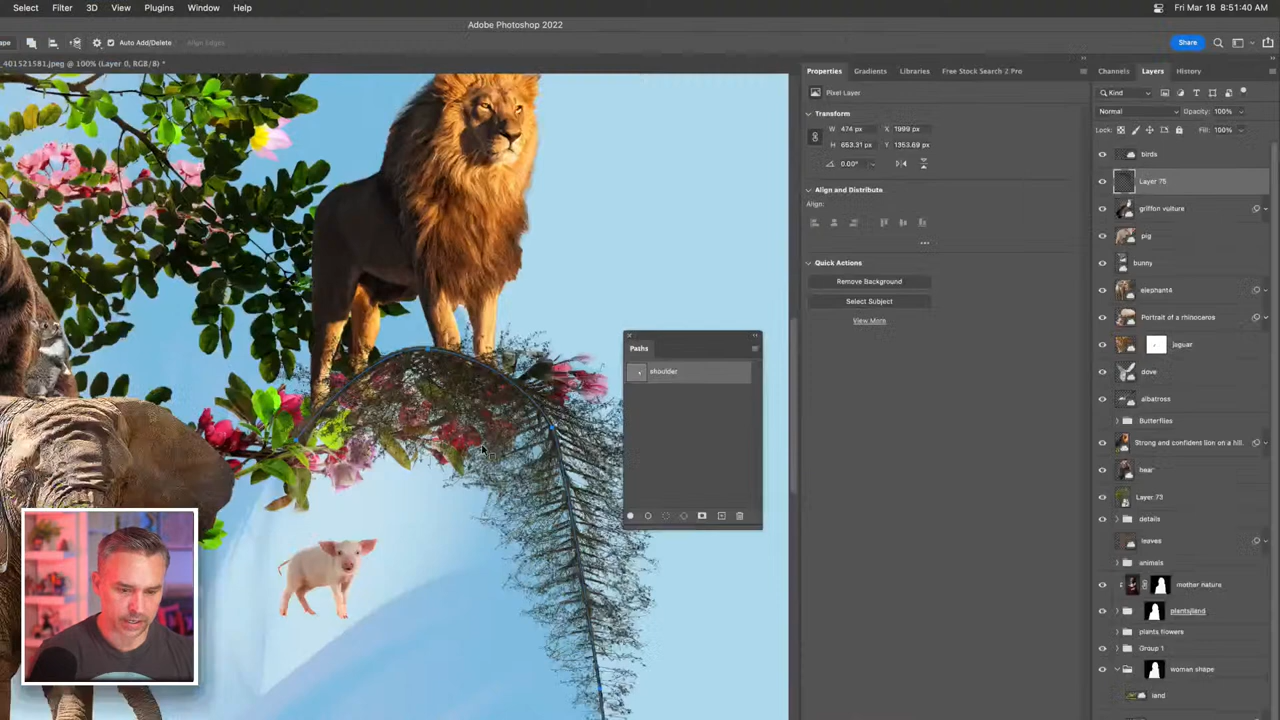 Select Filter 3D View Plugins Window Help Fri Mar 18 8:51:40 AM
Adobe Photoshop 2022
Auto Add/Delete Align Edges Share
_401521581.jpeg @ 100% (Layer 0, RGB/8) *
Properties Gradients Libraries Free Stock Search 2 Pro
Pixel Layer
Transform
W 474 px X 1999 px
H 653.31 px Y 1353.69 px
0.00°
Align and Distribute
Align:
Quick Actions
Remove Background
Select Subject
View More
Paths
shoulder
Channels Layers History
Kind
Normal Opacity: 100%
Lock: Fill: 100%
birds
Layer 75
griffon vulture
pig
bunny
elephant4
Portrait of a rhinoceros
jaguar
dove
albatross
Butterflies
Strong and confident lion on a hill.
bear
Layer 73
details
leaves
animals
mother nature
plants/land
plants flowers
Group 1
woman shape
land